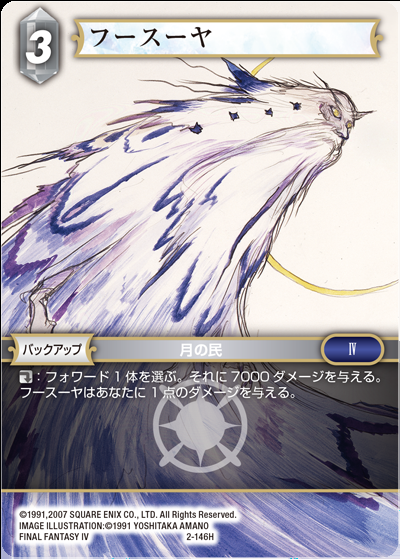 3
フースーヤ
バックアップ
月の民
IV
：フォワード1体を選ぶ。それに7000ダメージを与える。
フースーヤはあなたに1点のダメージを与える。
©1991,2007 SQUARE ENIX CO., LTD. All Rights Reserved.
IMAGE ILLUSTRATION:©1991 YOSHITAKA AMANO
FINAL FANTASY IV 2-146H